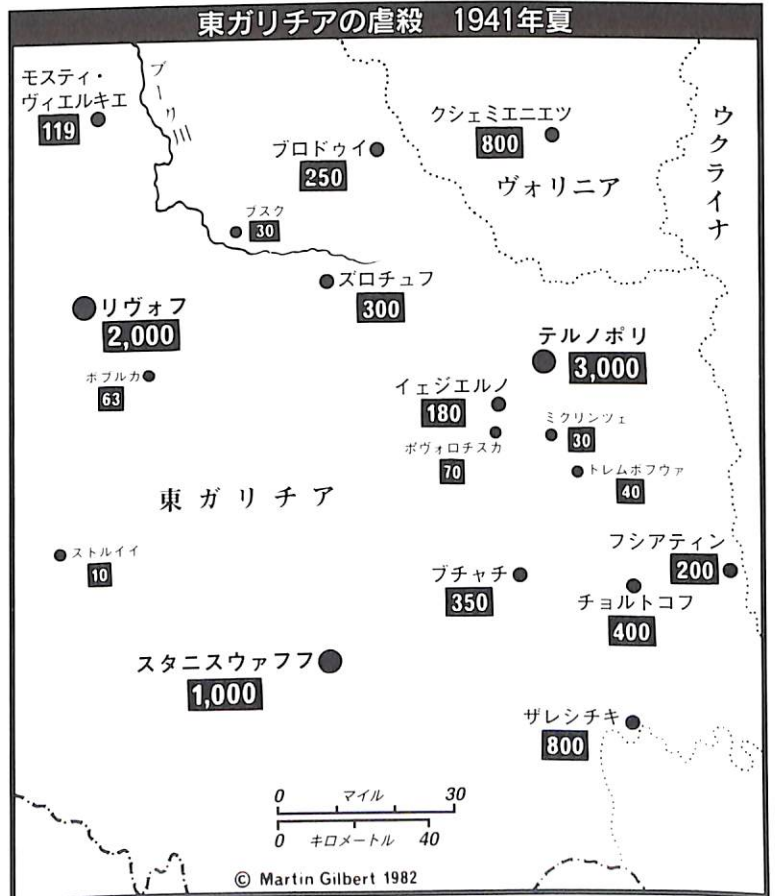 東ガリチアの虐殺　1941年夏
モスティ・
ヴィエルキエ
119
ブーク川
ブロドゥイ
250
クシェミエニエツ
800
ヴォリニア
ウクライナ
ブスク
30
ズロチュフ
300
リヴォフ
2,000
ボブルカ
63
テルノポリ
3,000
イェジエルノ
180
ボヴォロチスカ
70
ミクリンツェ
30
トレムボフウァ
40
東ガリチア
ストルイイ
10
ブチャチ
350
フシアティン
200
チョルトコフ
400
スタニスウァフフ
1,000
ザレシチキ
800
0 マイル 30
0 キロメートル 40
© Martin Gilbert 1982